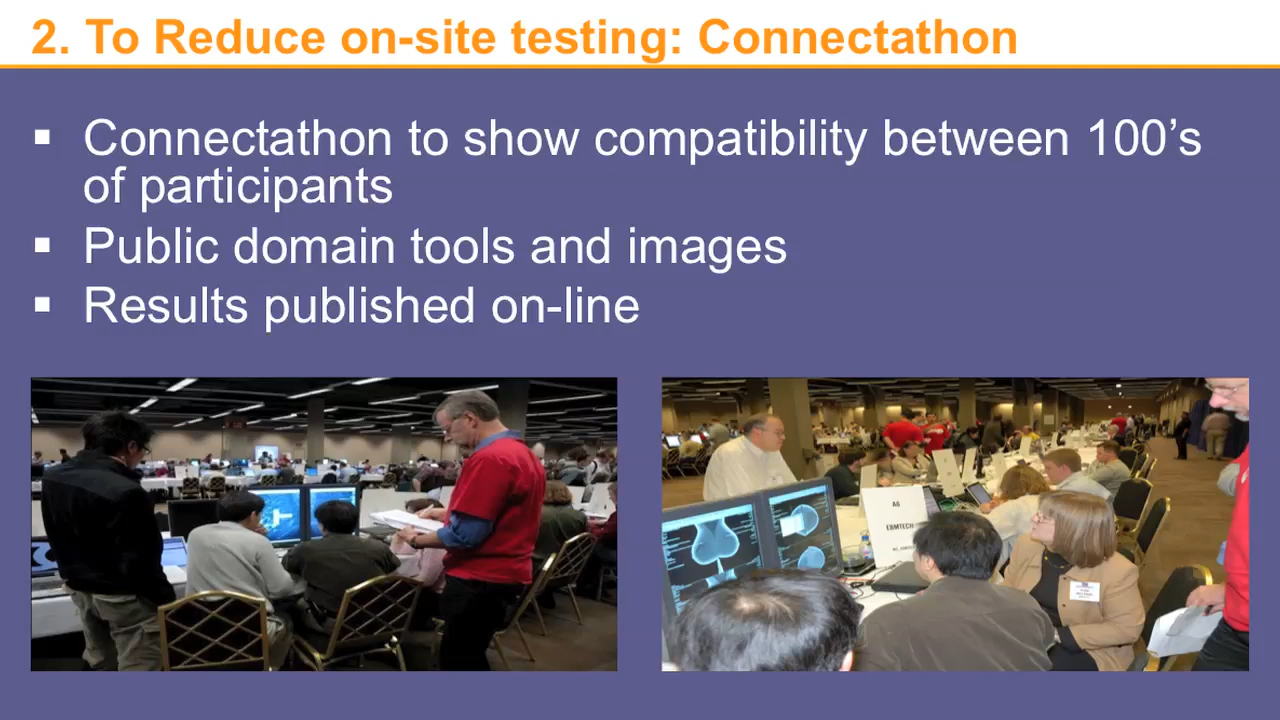 2. To Reduce on-site testing: Connectathon
▪ Connectathon to show compatibility between 100’s
of participants
▪ Public domain tools and images
▪ Results published on-line
A6